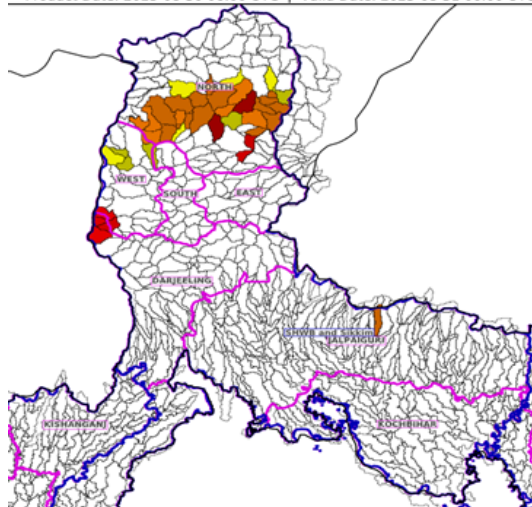 NORTH
WEST
SOUTH
EAST
DARJEELING
SHWB and Sikkim
JALPAIGURI
KISHANGANJ
KOCHBIHAR